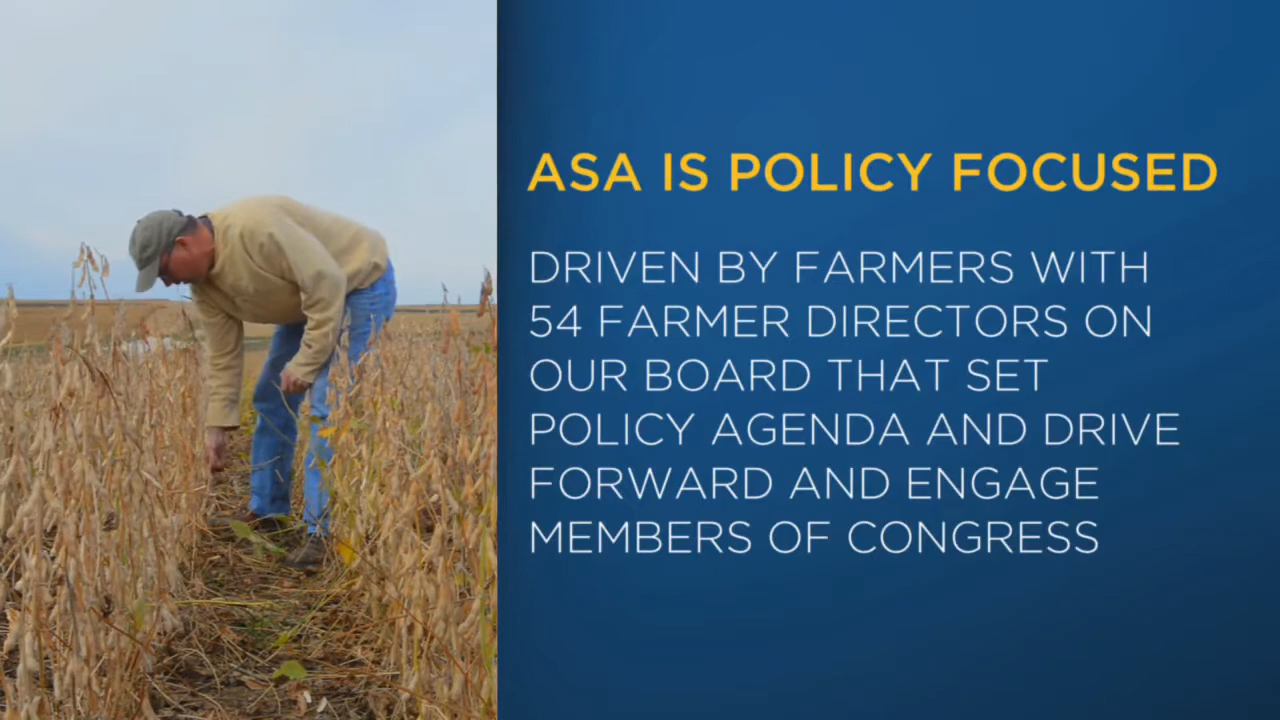 ASA IS POLICY FOCUSED
DRIVEN BY FARMERS WITH
54 FARMER DIRECTORS ON
OUR BOARD THAT SET
POLICY AGENDA AND DRIVE
FORWARD AND ENGAGE
MEMBERS OF CONGRESS